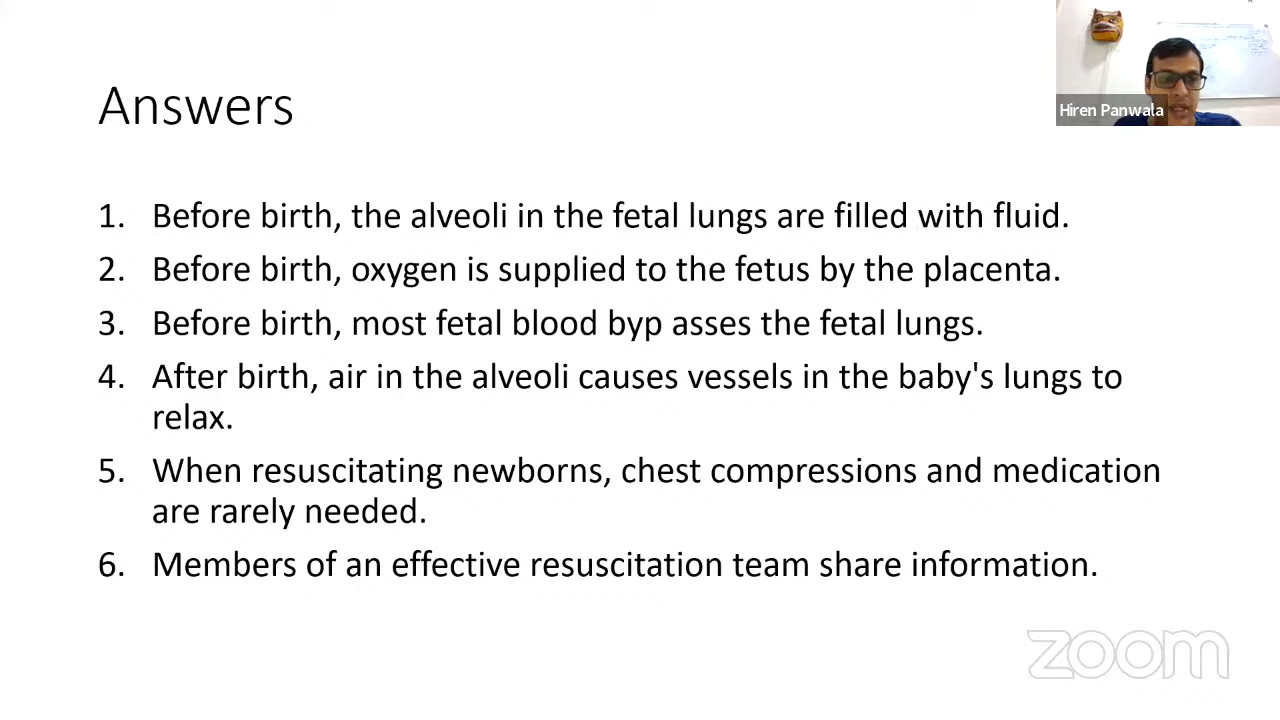 Hiren Panwala
Answers
1. Before birth, the alveoli in the fetal lungs are filled with fluid.
2. Before birth, oxygen is supplied to the fetus by the placenta.
3. Before birth, most fetal blood byp asses the fetal lungs.
4. After birth, air in the alveoli causes vessels in the baby's lungs to
relax.
5. When resuscitating newborns, chest compressions and medication
are rarely needed.
6. Members of an effective resuscitation team share information.
zoom